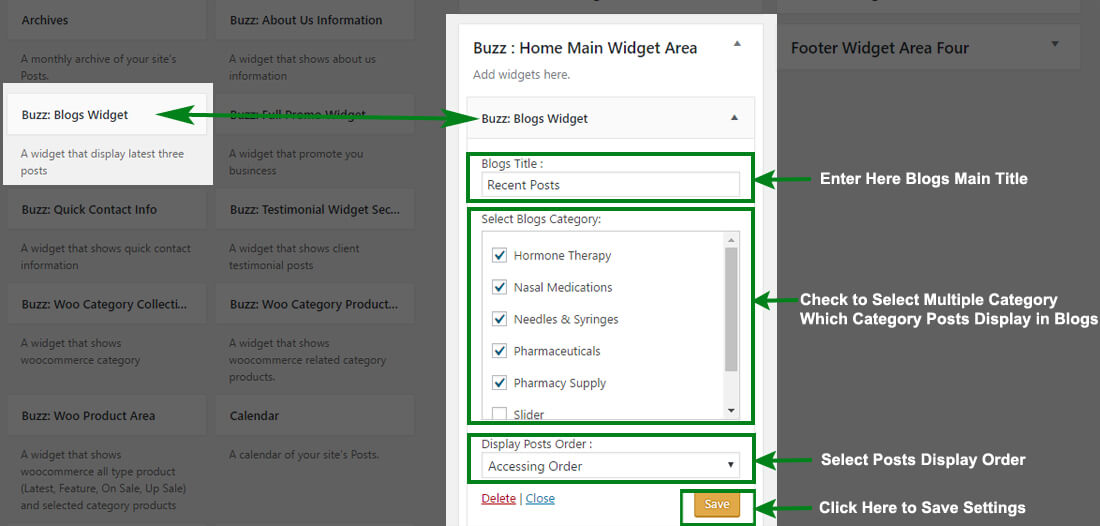 Archives
A monthly archive of your site's
Posts.
Buzz: About Us Information
A widget that shows about us
information
Buzz: Blogs Widget
A widget that display latest three
posts
Buzz: Full Promo Widget
A widget that promote you
buncess
Buzz: Quick Contact Info
A widget that shows quick contact
information
Buzz: Testimonial Widget Sec...
A widget that shows client
testimonial posts
Buzz: Woo Category Collecti...
A widget that shows
woocommerce category
Buzz: Woo Category Product...
A widget that shows
woocommerce related category
products.
Buzz: Woo Product Area
A widget that shows
woocommerce all type product
(Latest, Feature, On Sale, Up Sale)
and selected category products
Calendar
A calendar of your site's Posts.
Buzz : Home Main Widget Area
Add widgets here.
Buzz: Blogs Widget
Blogs Title :
Recent Posts
Select Blogs Category:
Hormone Therapy
Nasal Medications
Needles & Syringes
Pharmaceuticals
Pharmacy Supply
Slider
Display Posts Order :
Accessing Order
Delete | Close
Save
Footer Widget Area Four
Enter Here Blogs Main Title
Check to Select Multiple Category
Which Category Posts Display in Blogs
Select Posts Display Order
Click Here to Save Settings